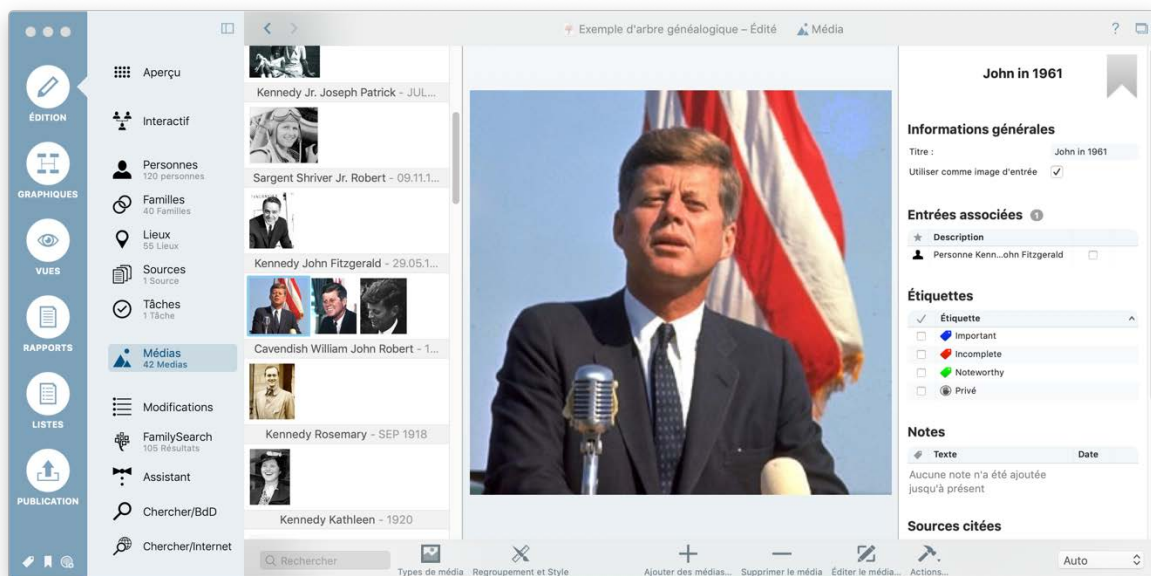 Exemple d'arbre généalogique – Édité
Média
?
ÉDITION
GRAPHIQUES
VUES
RAPPORTS
LISTES
PUBLICATION
Aperçu
Interactif
Personnes
120 personnes
Familles
40 Familles
Lieux
55 Lieux
Sources
1 Source
Tâches
1 Tâche
Médias
42 Medias
Modifications
FamilySearch
105 Résultats
Assistant
Chercher/BdD
Chercher/Internet
Kennedy Jr. Joseph Patrick - JUL...
Sargent Shriver Jr. Robert - 09.11.1...
Kennedy John Fitzgerald - 29.05.1...
Cavendish William John Robert - 1...
Kennedy Rosemary - SEP 1918
Kennedy Kathleen - 1920
Rechercher
Types de média
Regroupement et Style
Ajouter des médias...
Supprimer le média
Éditer le média...
Actions...
Auto
John in 1961
Informations générales
Titre : John in 1961
Utiliser comme image d'entrée
Entrées associées 1
Description
Personne Kenn...ohn Fitzgerald
Étiquettes
Étiquette
Important
Incomplete
Noteworthy
Privé
Notes
Texte Date
Aucune note n'a été ajoutée
jusqu'à présent
Sources citées